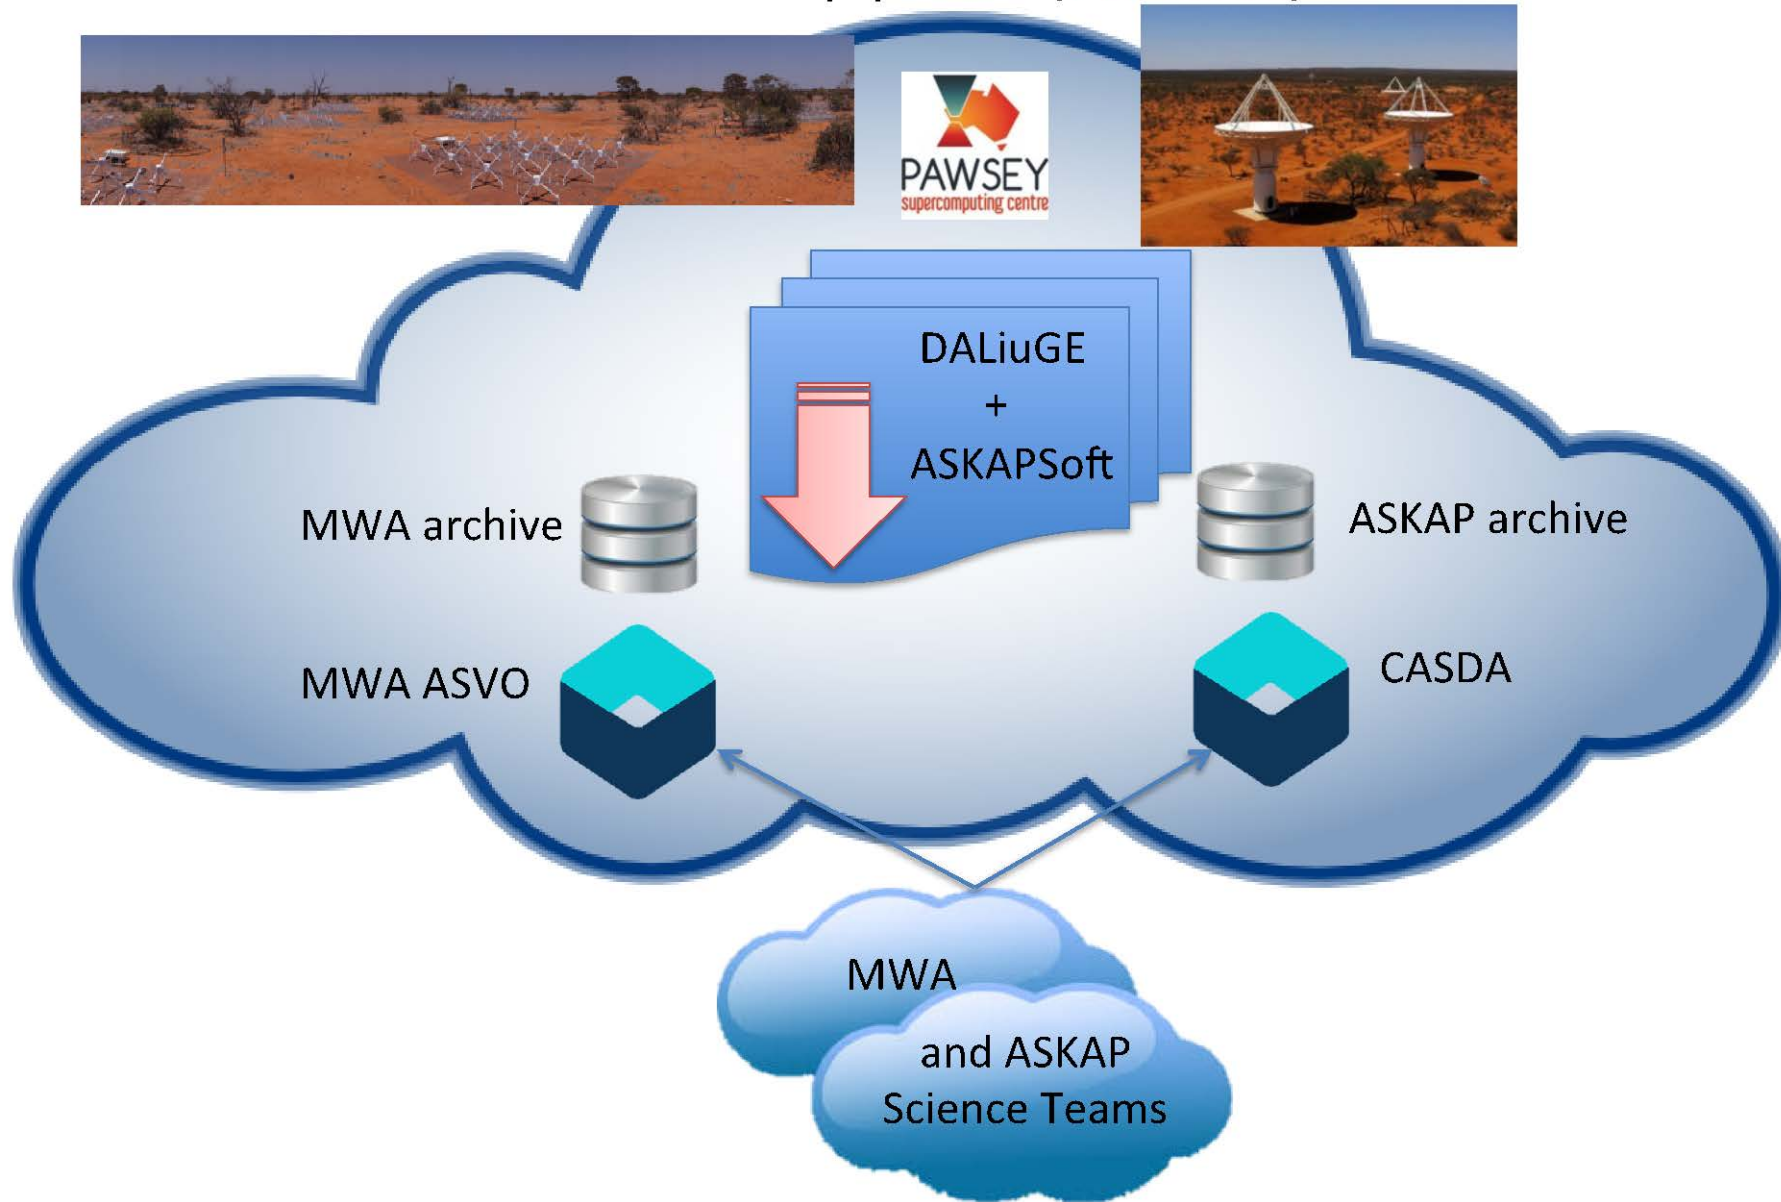 PAWSEY
supercomputing centre
DALiuGE
+
ASKAPSoft
MWA archive
ASKAP archive
MWA ASVO
CASDA
MWA
and ASKAP
Science Teams